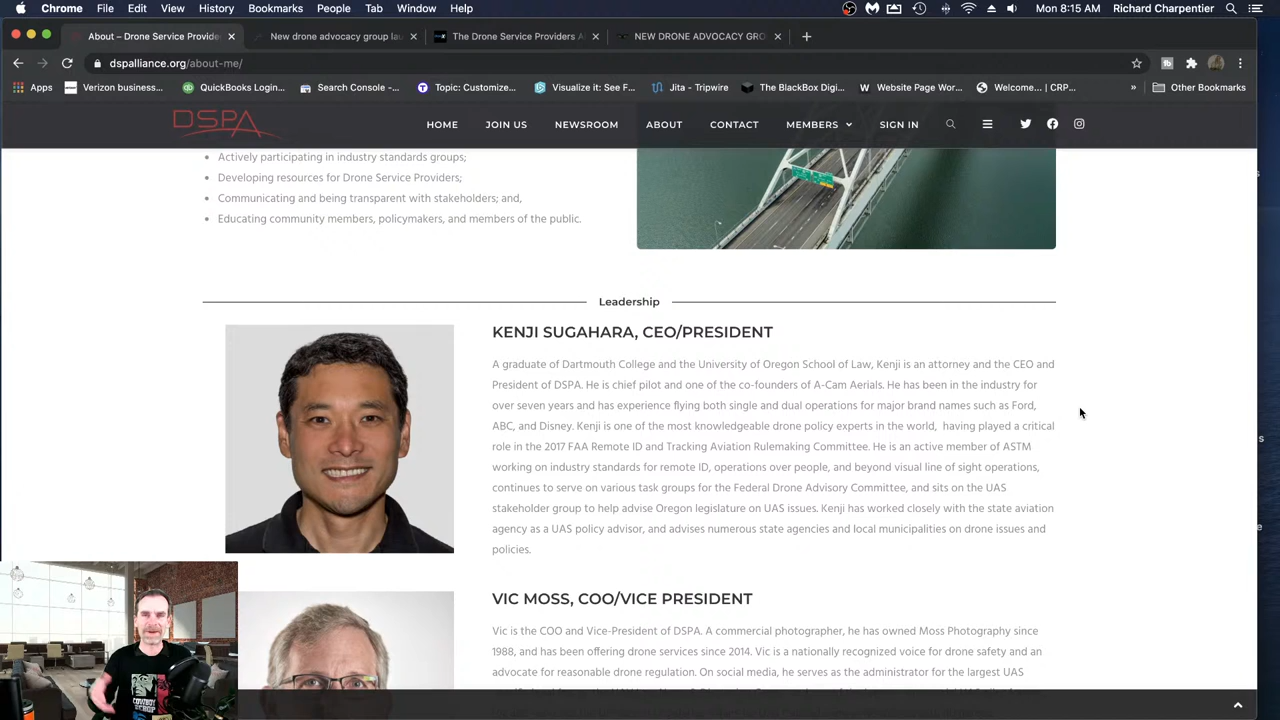 Chrome File Edit View History Bookmarks People Tab Window Help Mon 8:15 AM Richard Charpentier
About – Drone Service Provide
New drone advocacy group lau
The Drone Service Providers A
NEW DRONE ADVOCACY GRO
dspalliance.org/about-me/
Apps Verizon business... QuickBooks Login... Search Console -... Topic: Customize... Visualize it: See F... Jita - Tripwire The BlackBox Digi... Website Page Wor... Welcome... | CRP... » Other Bookmarks
DSPA HOME JOIN US NEWSROOM ABOUT CONTACT MEMBERS SIGN IN
Actively participating in industry standards groups;
Developing resources for Drone Service Providers;
Communicating and being transparent with stakeholders; and,
Educating community members, policymakers, and members of the public.
Leadership
KENJI SUGAHARA, CEO/PRESIDENT
A graduate of Dartmouth College and the University of Oregon School of Law, Kenji is an attorney and the CEO and
President of DSPA. He is chief pilot and one of the co-founders of A-Cam Aerials. He has been in the industry for
over seven years and has experience flying both single and dual operations for major brand names such as Ford,
ABC, and Disney. Kenji is one of the most knowledgeable drone policy experts in the world, having played a critical
role in the 2017 FAA Remote ID and Tracking Aviation Rulemaking Committee. He is an active member of ASTM
working on industry standards for remote ID, operations over people, and beyond visual line of sight operations,
continues to serve on various task groups for the Federal Drone Advisory Committee, and sits on the UAS
stakeholder group to help advise Oregon legislature on UAS issues. Kenji has worked closely with the state aviation
agency as a UAS policy advisor, and advises numerous state agencies and local municipalities on drone issues and
policies.
VIC MOSS, COO/VICE PRESIDENT
Vic is the COO and Vice-President of DSPA. A commercial photographer, he has owned Moss Photography since
1988, and has been offering drone services since 2014. Vic is a nationally recognized voice for drone safety and an
advocate for reasonable drone regulation. On social media, he serves as the administrator for the largest UAS